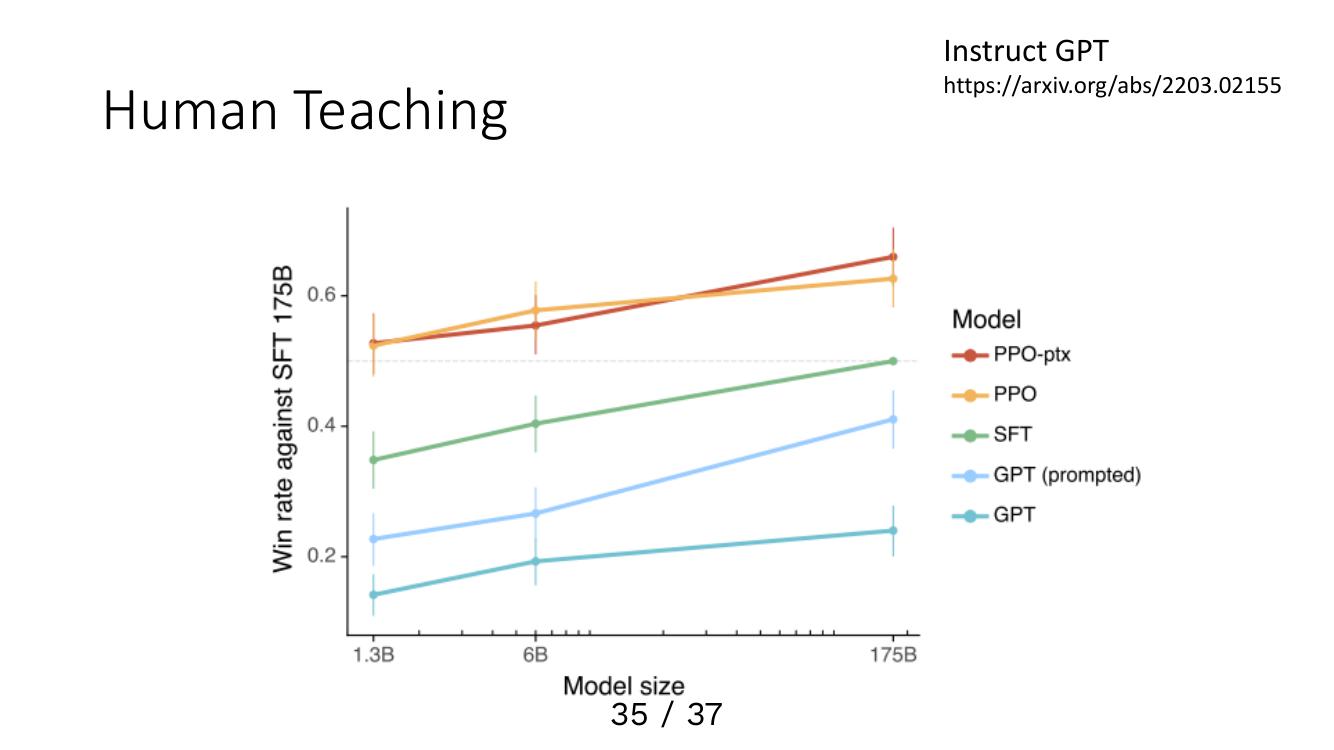 Instruct GPT
https://arxiv.org/abs/2203.02155
Human Teaching
Win rate against SFT 175B
0.6
0.4
0.2
1.3B
6B
175B
Model size
Model
PPO-ptx
PPO
SFT
GPT (prompted)
GPT
35 / 37